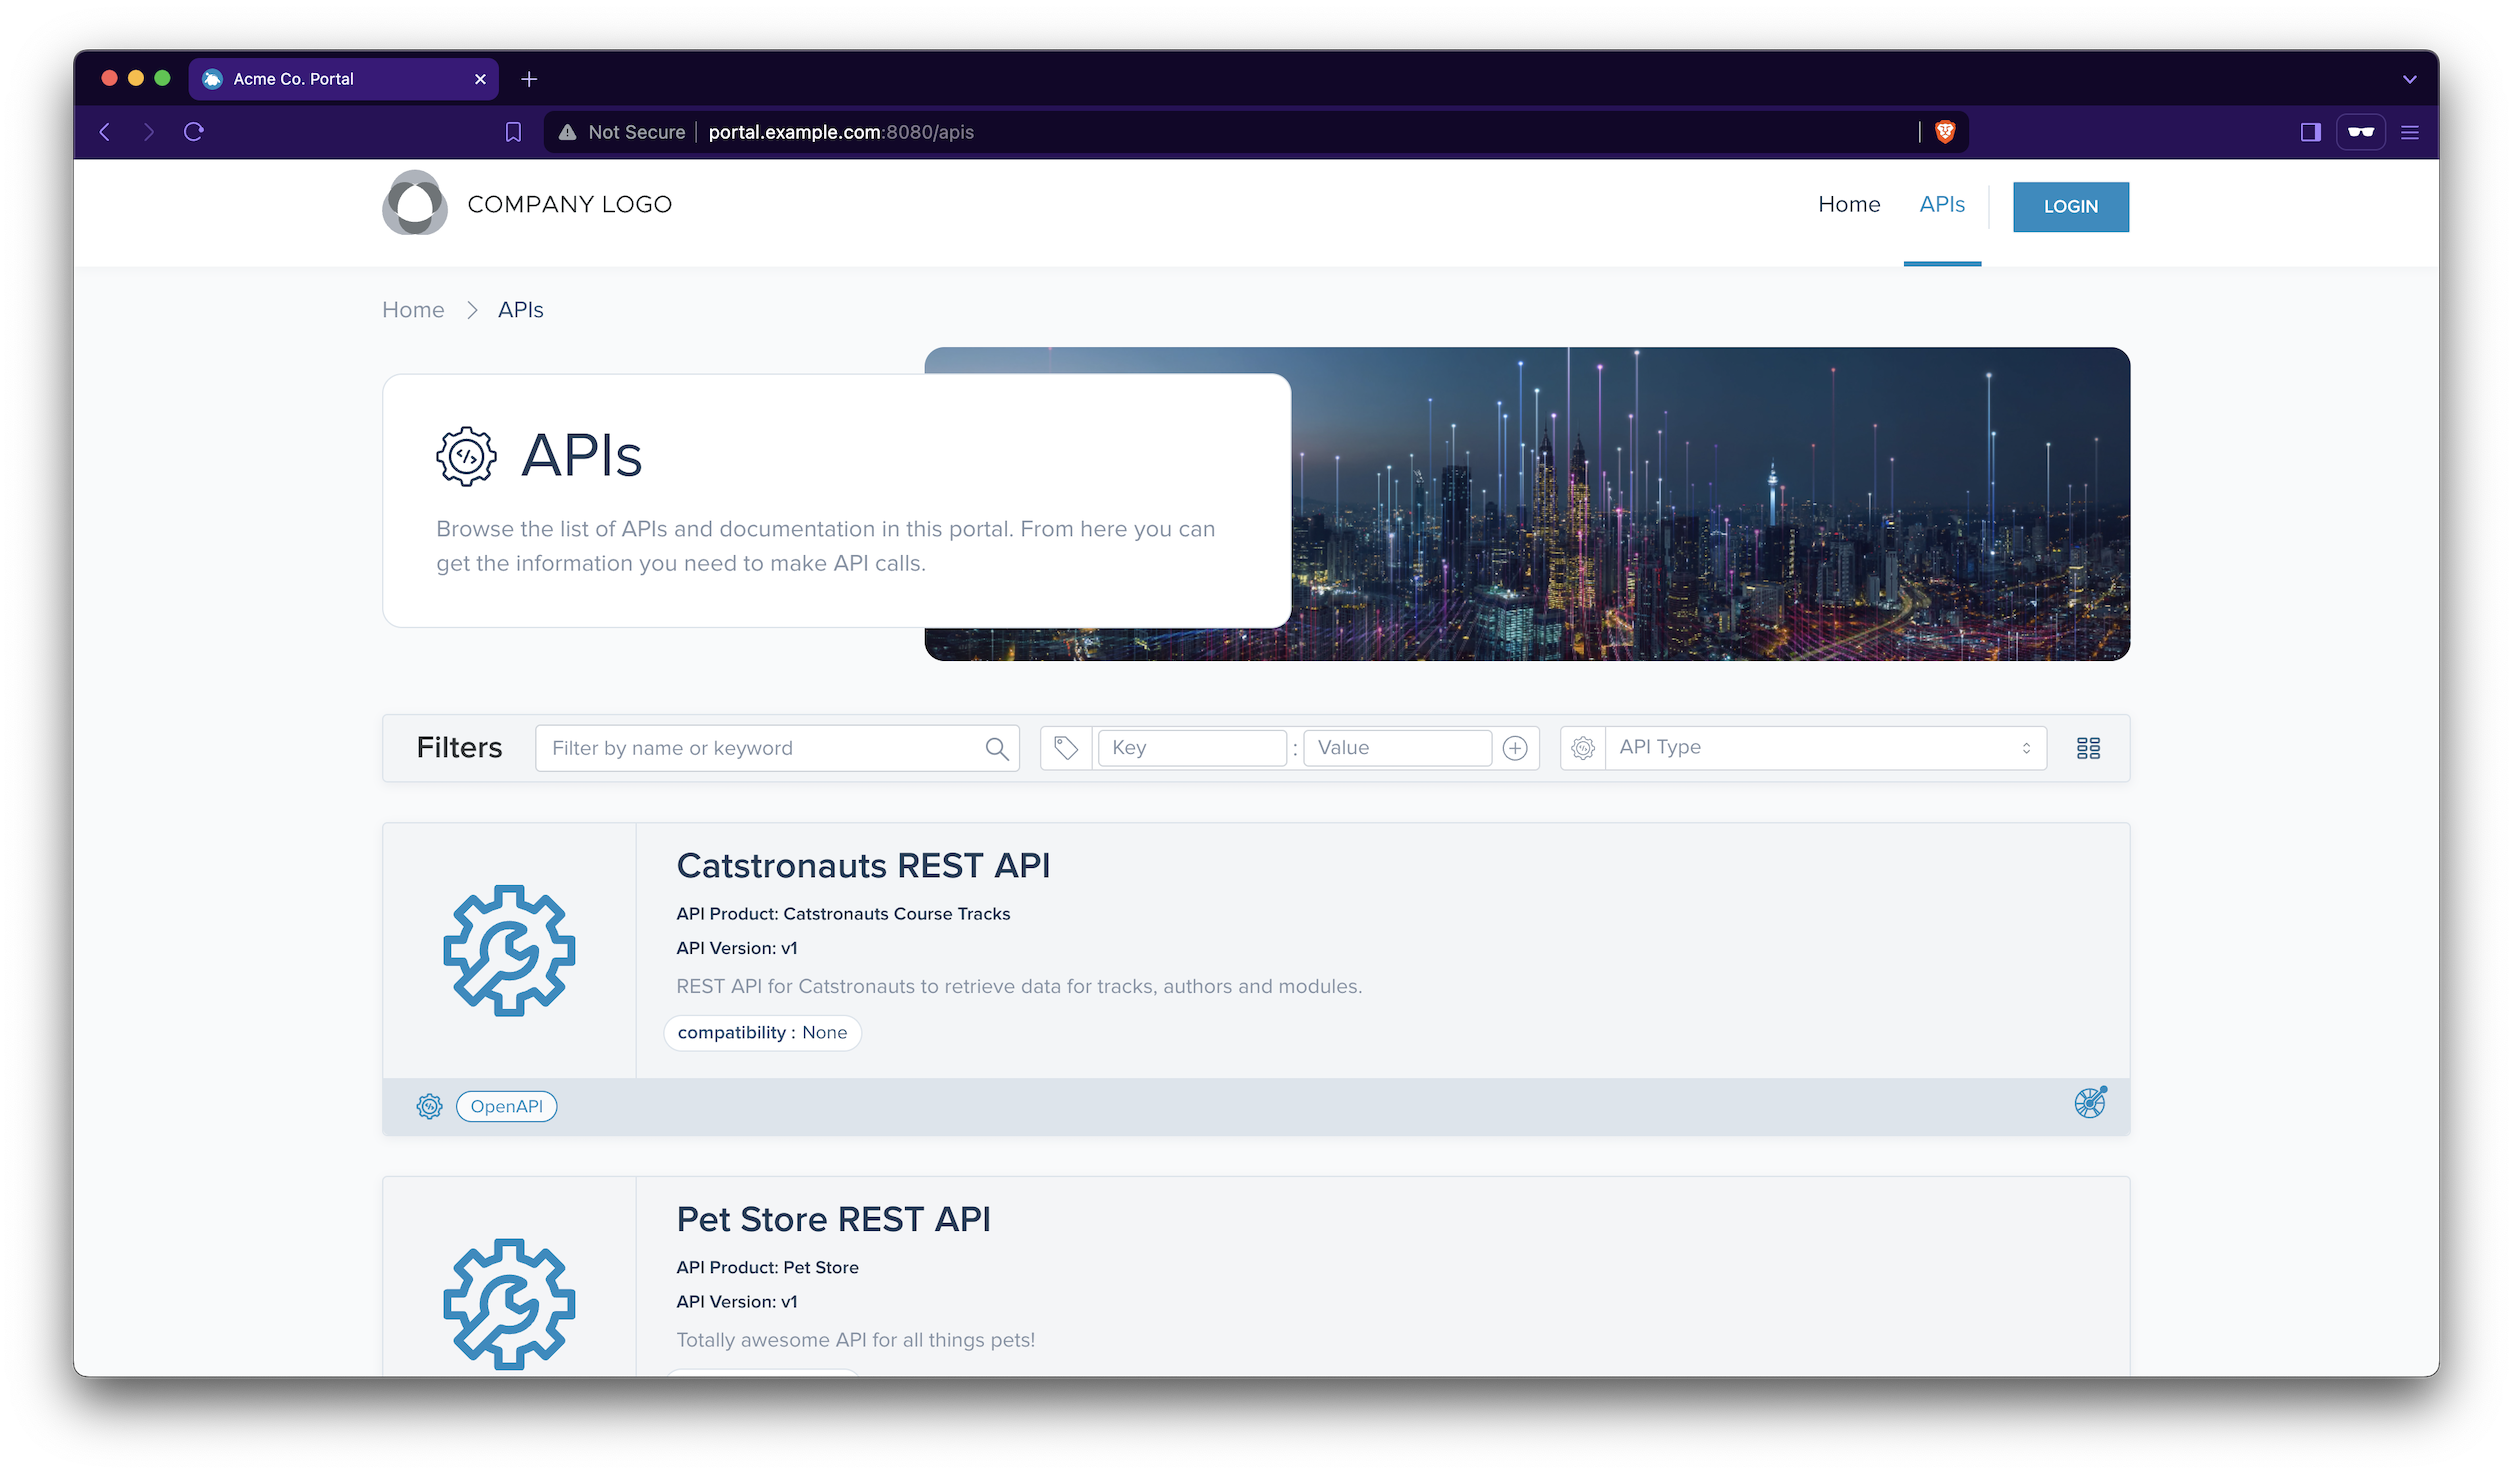 Acme Co. Portal
Not Secure portal.example.com:8080/apis
COMPANY LOGO
Home APIs LOGIN
Home > APIs
APIs
Browse the list of APIs and documentation in this portal. From here you can
get the information you need to make API calls.
Filters Filter by name or keyword Key : Value API Type
Catstronauts REST API
API Product: Catstronauts Course Tracks
API Version: v1
REST API for Catstronauts to retrieve data for tracks, authors and modules.
compatibility : None
OpenAPI
Pet Store REST API
API Product: Pet Store
API Version: v1
Totally awesome API for all things pets!